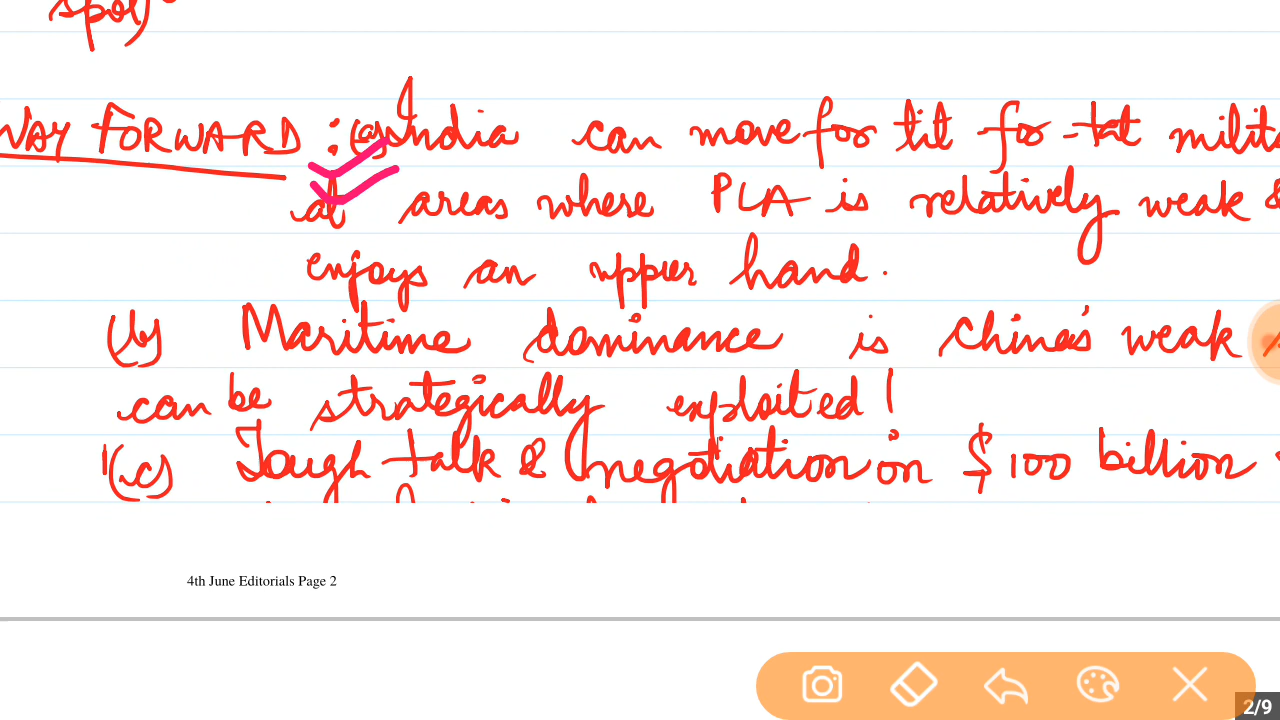 spot)
WAY FORWARD : (a) India can move for tit-for-tat milit
at areas where PLA is relatively weak &
enjoys an upper hand.
(b) Maritime dominance is China's weak
can be strategically exploited!
(c) Tough talk & negotiation on $100 billion
4th June Editorials Page 2
2/9